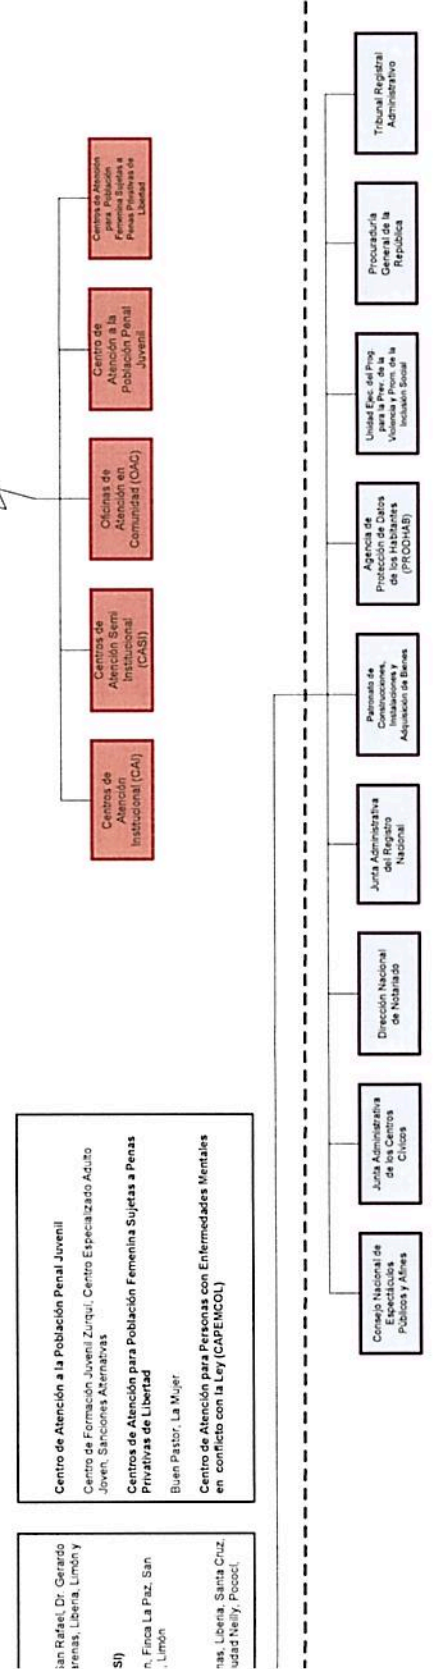 Centros de
Atención
Institucional (CAI)
Centros de
Atención Semi
Institucional
(CASI)
Oficinas de
Atención en
Comunidad (OAC)
Centro de
Atención a la
Población Penal
Juvenil
Centros de Atención
para Población
Femenina Sujetas a
Penas Privativas de
Libertad
San Rafael, Dr. Gerardo
arenas, Liberia, Limón y
SI)
n, Finca La Paz, San
, Limón
nas, Liberia, Santa Cruz,
udad Neilly, Pococí,
Centro de Atención a la Población Penal Juvenil
Centro de Formación Juvenil Zurquí, Centro Especializado Adulto
Joven, Sanciones Alternativas
Centros de Atención para Población Femenina Sujetas a Penas
Privativas de Libertad
Buen Pastor, La Mujer
Centro de Atención para Personas con Enfermedades Mentales
en conflicto con la Ley (CAPEMCOL)
Consejo Nacional de
Espectáculos
Públicos y Afines
Junta Administrativa
de los Centros
Cívicos
Dirección Nacional
de Notariado
Junta Administrativa
del Registro
Nacional
Patronato de
Construcciones,
Instalaciones y
Adquisición de Bienes
Agencia de
Protección de Datos
de los Habitantes
(PRODHAB)
Unidad Ejec. del Prog.
para la Prev. de la
Violencia y Prom. de la
Inclusión Social
Procuraduría
General de la
República
Tribunal Registral
Administrativo